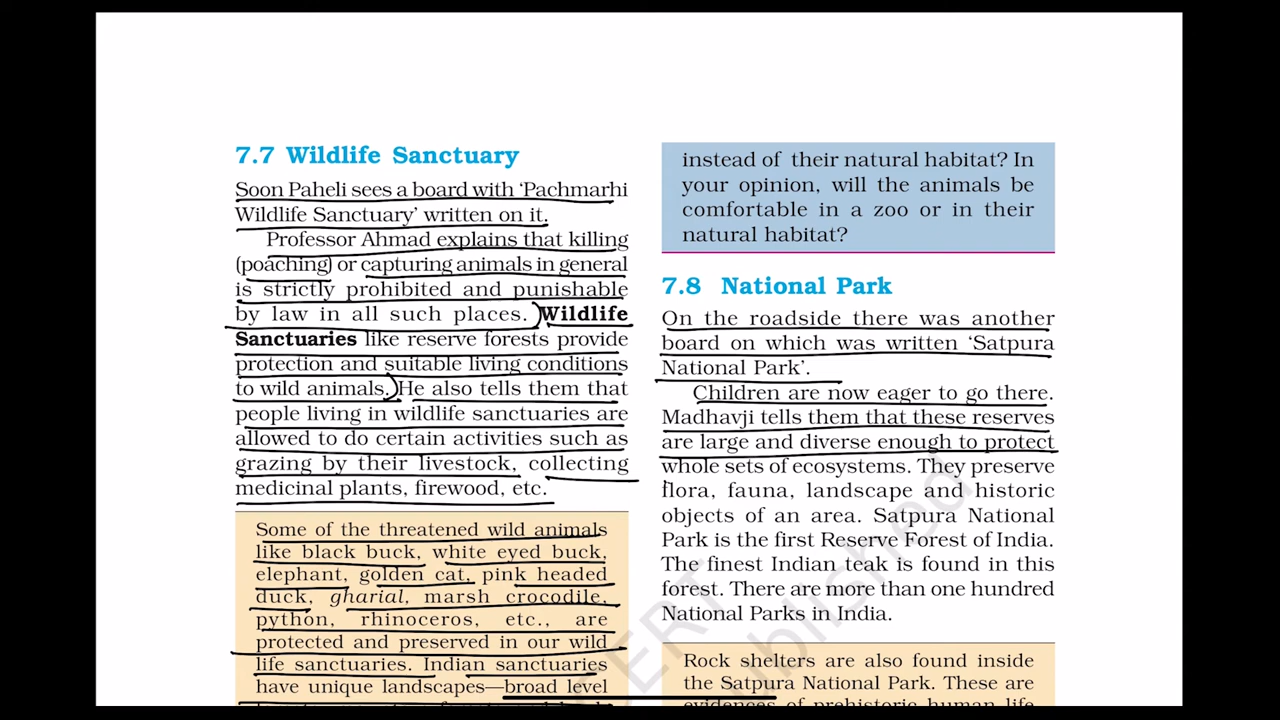 7.7 Wildlife Sanctuary
Soon Paheli sees a board with ‘Pachmarhi
Wildlife Sanctuary’ written on it.
Professor Ahmad explains that killing
(poaching) or capturing animals in general
is strictly prohibited and punishable
by law in all such places. Wildlife
Sanctuaries like reserve forests provide
protection and suitable living conditions
to wild animals. He also tells them that
people living in wildlife sanctuaries are
allowed to do certain activities such as
grazing by their livestock, collecting
medicinal plants, firewood, etc.
Some of the threatened wild animals
like black buck, white eyed buck,
elephant, golden cat, pink headed
duck, gharial, marsh crocodile,
python, rhinoceros, etc., are
protected and preserved in our wild
life sanctuaries. Indian sanctuaries
have unique landscapes—broad level
instead of their natural habitat? In
your opinion, will the animals be
comfortable in a zoo or in their
natural habitat?
7.8 National Park
On the roadside there was another
board on which was written ‘Satpura
National Park’.
Children are now eager to go there.
Madhavji tells them that these reserves
are large and diverse enough to protect
whole sets of ecosystems. They preserve
flora, fauna, landscape and historic
objects of an area. Satpura National
Park is the first Reserve Forest of India.
The finest Indian teak is found in this
forest. There are more than one hundred
National Parks in India.
Rock shelters are also found inside
the Satpura National Park. These are
evidences of prehistoric human life